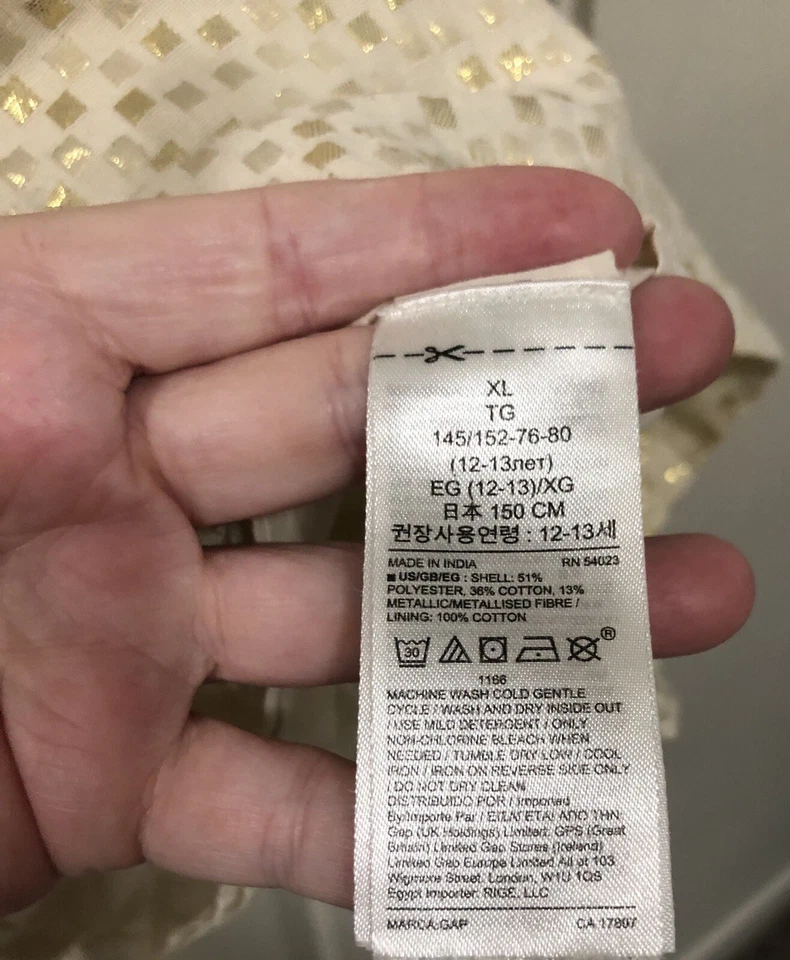 XL
TG
145/152-76-80
(12-13лет)
EG (12-13)/XG
日本 150 CM
권장사용연령 : 12-13세
MADE IN INDIA RN 54023
US/GB/EG : SHELL: 51%
POLYESTER, 36% COTTON, 13%
METALLIC/METALLISED FIBRE /
LINING: 100% COTTON
30 ®
1166
MACHINE WASH COLD GENTLE
CYCLE / WASH AND DRY INSIDE OUT
/ USE MILD DETERGENT / ONLY
NON-CHLORINE BLEACH WHEN
NEEDED / TUMBLE DRY LOW / COOL
IRON / IRON ON REVERSE SIDE ONLY
/ DO NOT DRY CLEAN
DISTRIBUIDO POR / Imported
By/Importe Par / ΕΙΣΑΓΕΤΑΙ ΑΠΟ ΤΗΝ:
Gap (UK Holdings) Limited: GPS (Great
Britain) Limited Gap Stores (Ireland)
Limited Gap Europe Limited All at 103
Wigmore Street, London, W1U 1QS
Egypt Importer: RIGE, LLC
MARCA:GAP CA 17897